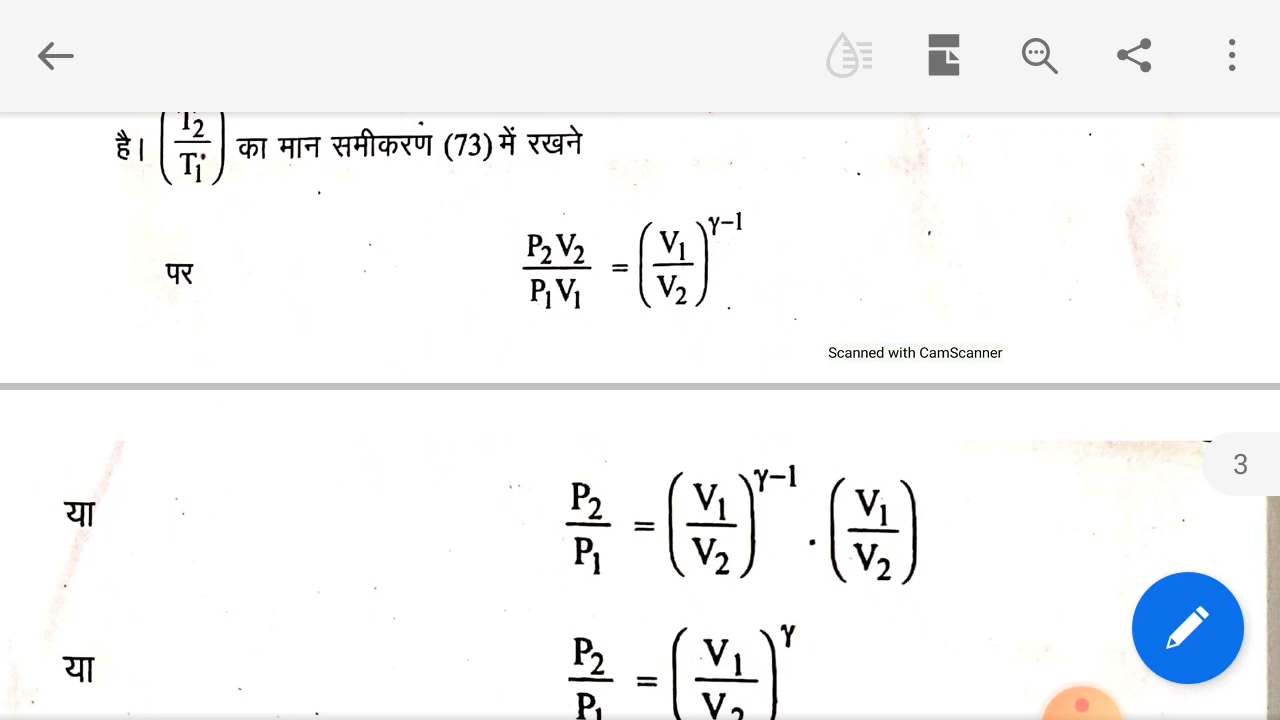 है। (T2/T1) का मान समीकरण (73) में रखने
पर P2V2/P1V1 = (V1/V2)^γ−1
Scanned with CamScanner
या P2/P1 = (V1/V2)^γ−1 . (V1/V2)
3
या P2/P1 = (V1/V2)^γ